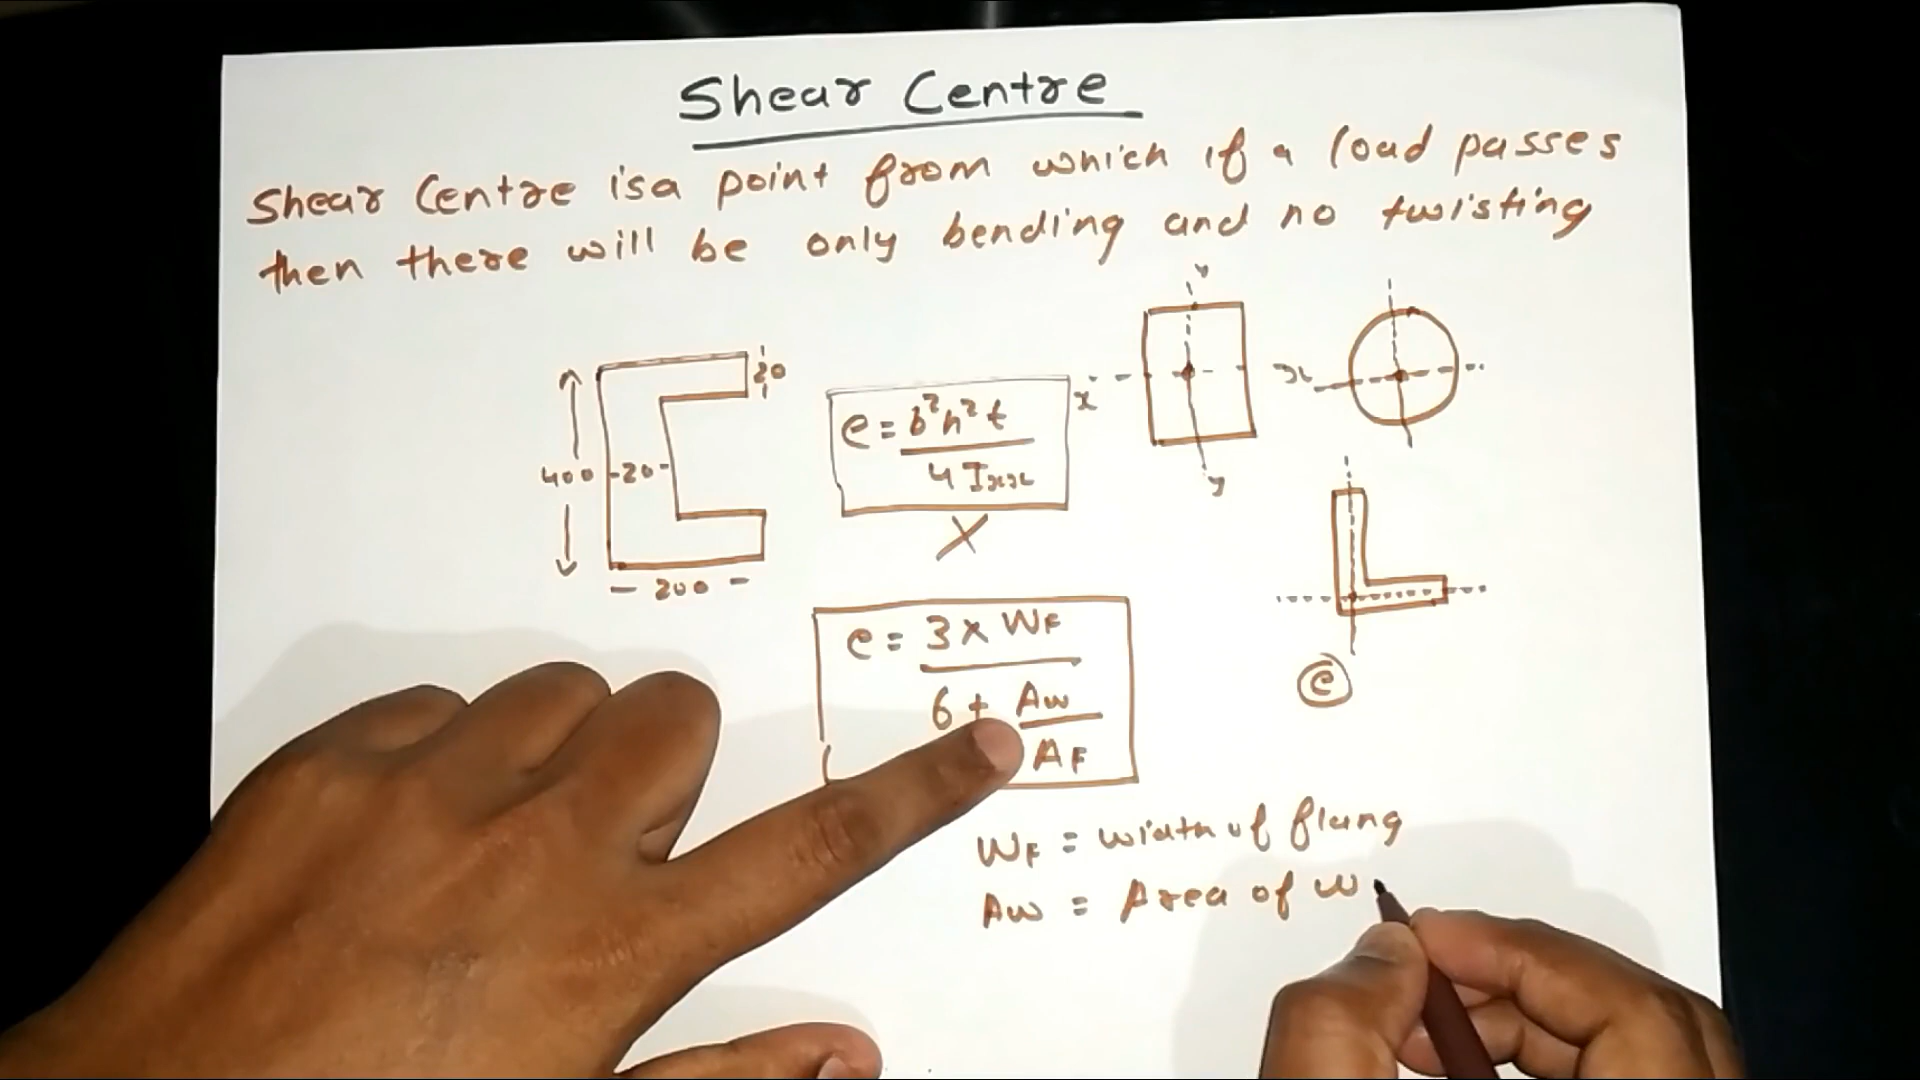 Shear Centre
Shear Centre is a point from which if a load passes
then there will be only bending and no twisting
20
400
20
200
e = b²h²t
4 Ixx
X
y
x
x
y
e = 3 x WF
6 + Aw
AF
e
WF = width of flang
Aw = Area of w